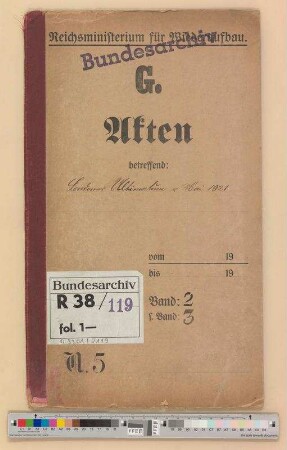 Reichsministerium für Wiederaufbau.
Bundesarchiv
G.
Akten
betreffend:
Londoner Ultimatum v. Mai 1921
vom 19
bis 19
Band: 2
f. Band: 3
Bundesarchiv
R 38/119
fol. 1—
N. 5